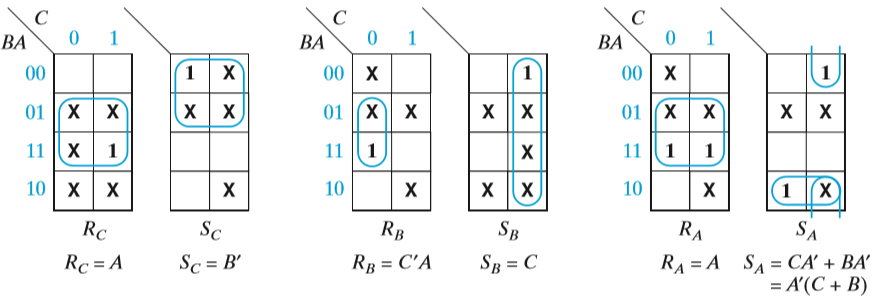 C C C
BA 0 1 BA 0 1 BA 0 1
00 1 X 00 X 1 00 X 1
01 X X X X 01 X X X X 01 X X X X
11 X 1 11 1 X 11 1 1
10 X X X 10 X X X 10 X 1 X
R_C S_C R_B S_B R_A S_A
R_C = A S_C = B′ R_B = C′A S_B = C R_A = A S_A = CA′ + BA′
= A′(C + B)